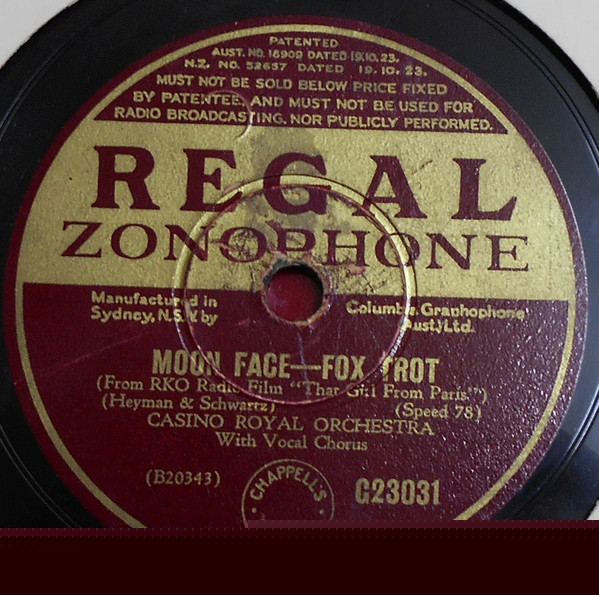 PATENTED
AUST. NO. 16909 DATED 19.10.23.
N.Z. NO. 52657 DATED 19.10.23.
MUST NOT BE SOLD BELOW PRICE FIXED
BY PATENTEE, AND MUST NOT BE USED FOR
RADIO BROADCASTING, NOR PUBLICLY PERFORMED.
REGAL
ZONOPHONE
Manufactured in
Sydney, N.S.W. by
Columbia Graphophone
(Aust.) Ltd.
MOON FACE—FOX TROT
(From RKO Radio Film "That Girl From Paris")
(Heyman & Schwartz) (Speed 78)
CASINO ROYAL ORCHESTRA
With Vocal Chorus
(B20343)
CHAPPELL'S
G23031